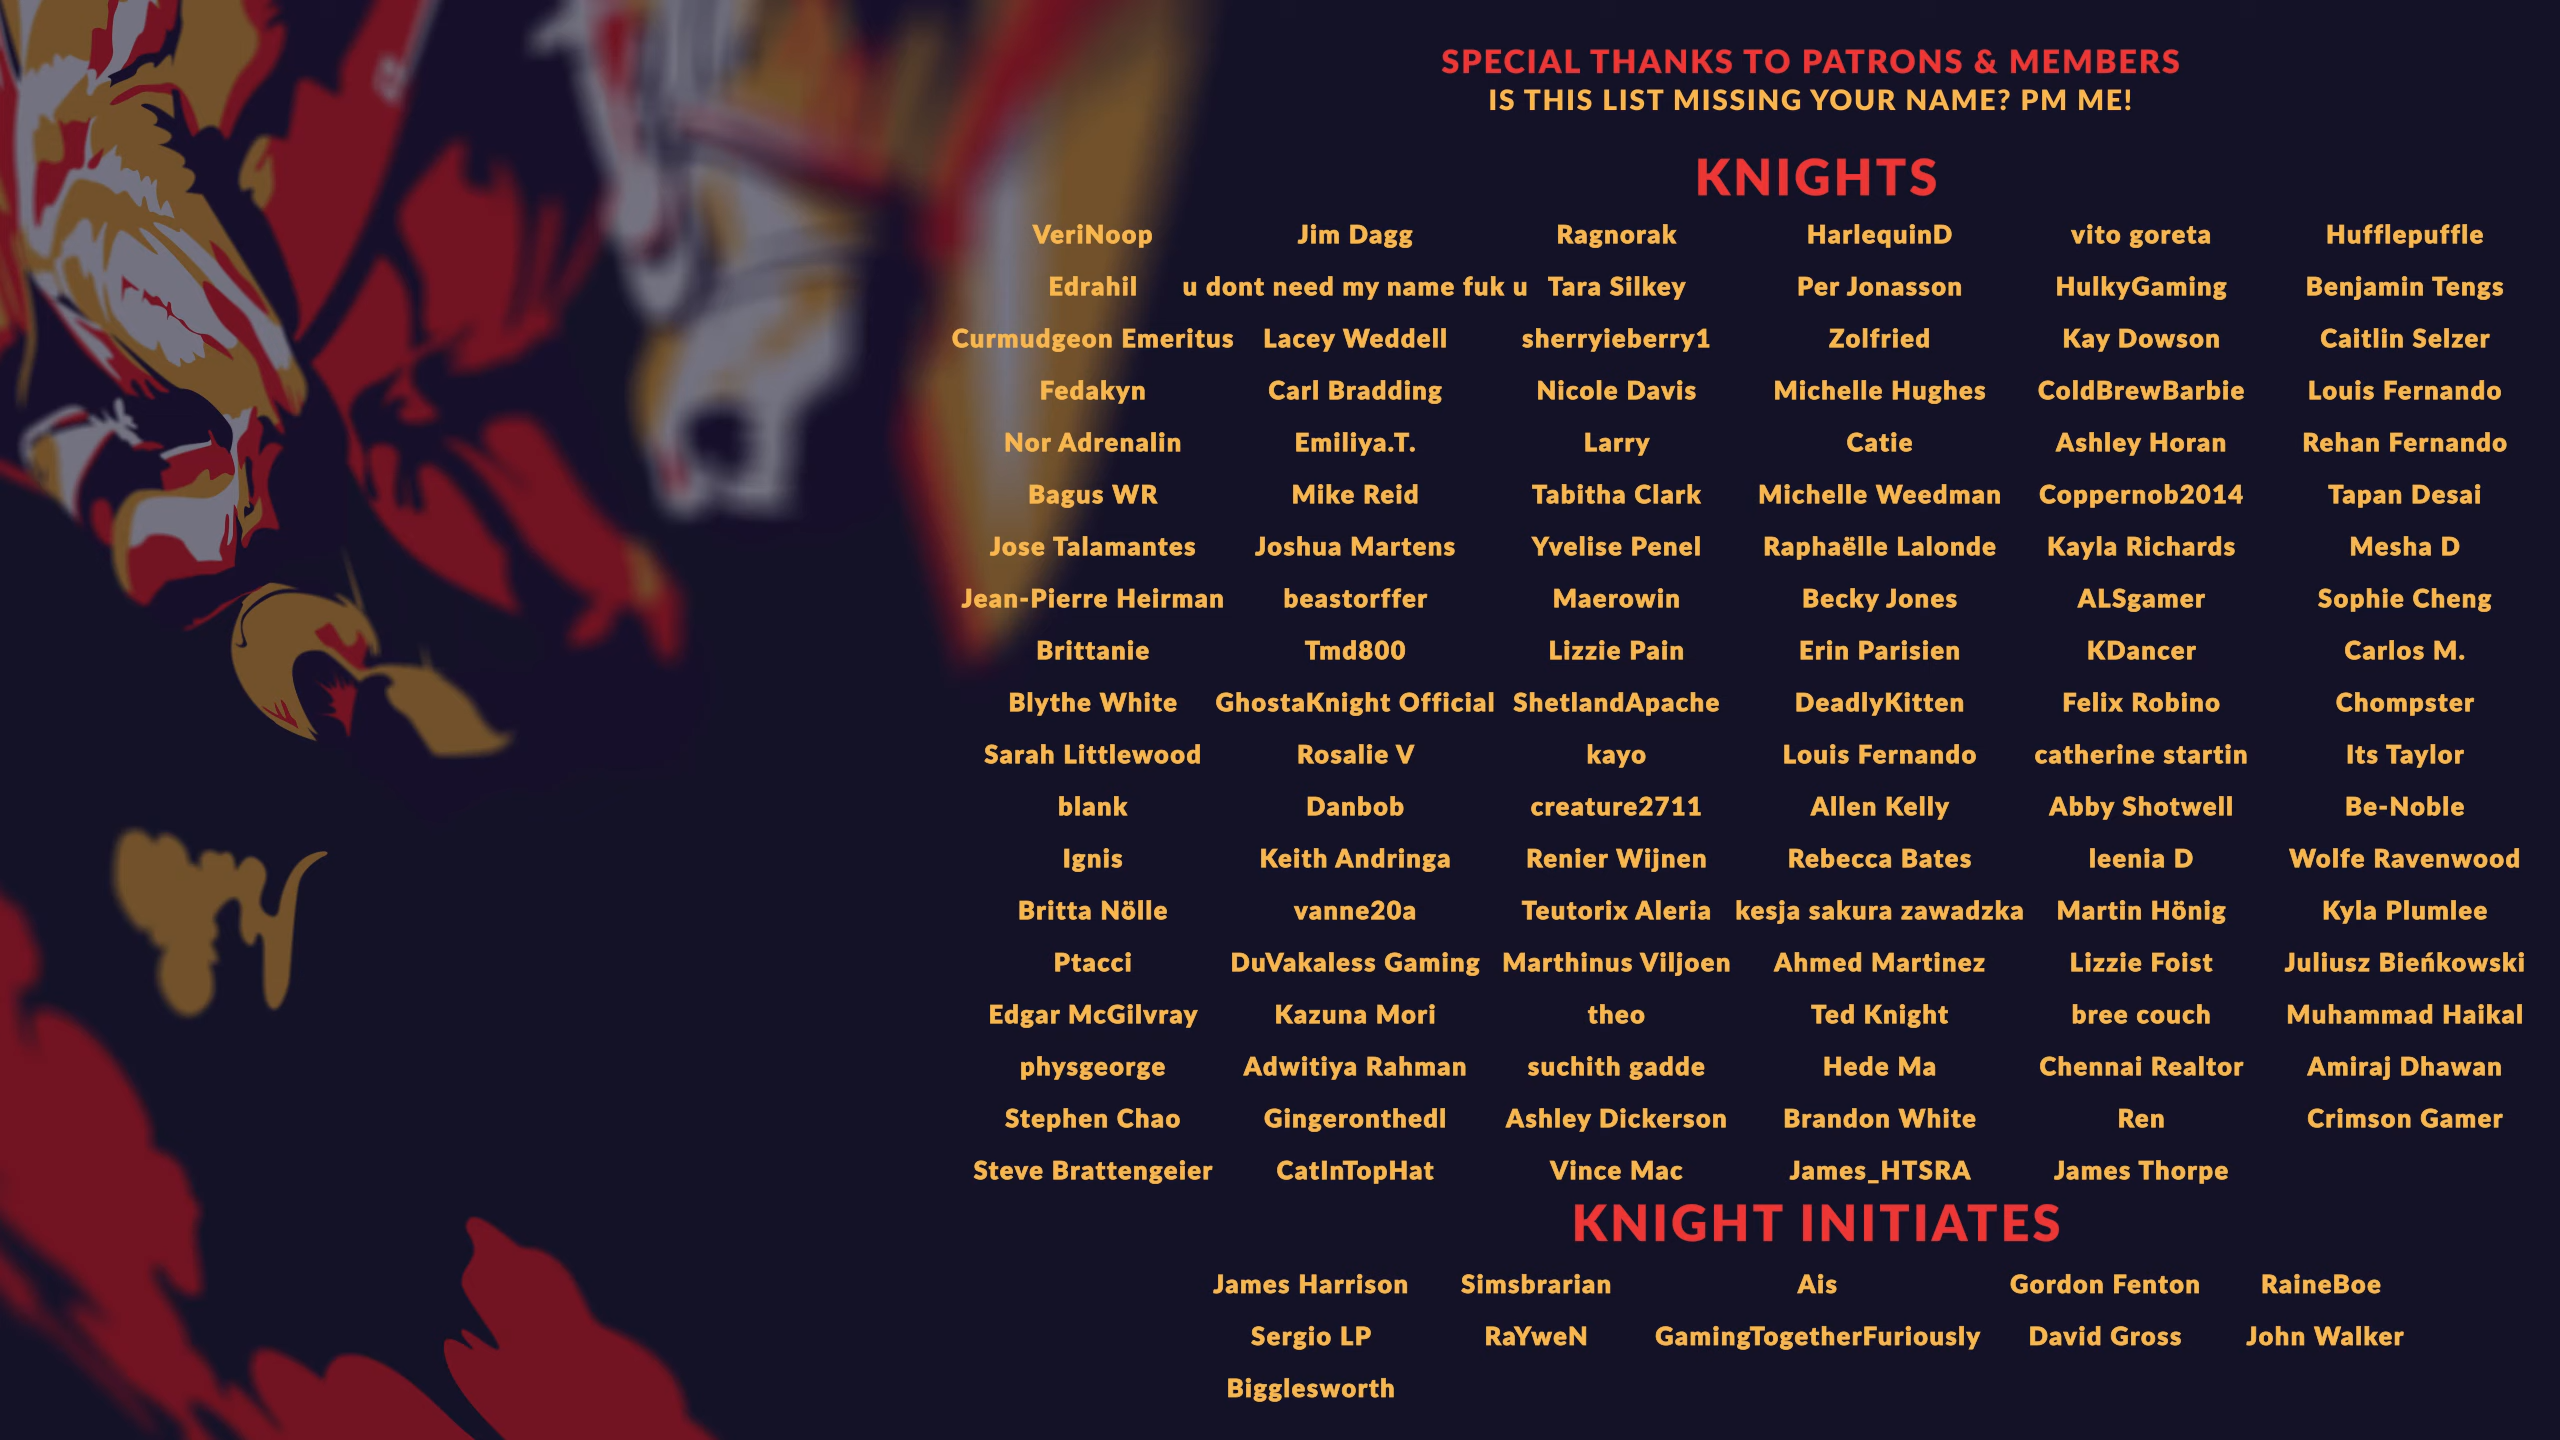 SPECIAL THANKS TO PATRONS & MEMBERS
IS THIS LIST MISSING YOUR NAME? PM ME!
KNIGHTS
VeriNoop Jim Dagg Ragnorak HarlequinD vito goreta Hufflepuffle
Edrahil u dont need my name fuk u Tara Silkey Per Jonasson HulkyGaming Benjamin Tengs
Curmudgeon Emeritus Lacey Weddell sherryieberry1 Zolfried Kay Dowson Caitlin Selzer
Fedakyn Carl Bradding Nicole Davis Michelle Hughes ColdBrewBarbie Louis Fernando
Nor Adrenalin Emiliya.T. Larry Catie Ashley Horan Rehan Fernando
Bagus WR Mike Reid Tabitha Clark Michelle Weedman Coppernob2014 Tapan Desai
Jose Talamantes Joshua Martens Yvelise Penel Raphaëlle Lalonde Kayla Richards Mesha D
Jean-Pierre Heirman beastorffer Maerowin Becky Jones ALSgamer Sophie Cheng
Brittanie Tmd800 Lizzie Pain Erin Parisien KDancer Carlos M.
Blythe White GhostaKnight Official ShetlandApache DeadlyKitten Felix Robino Chompster
Sarah Littlewood Rosalie V kayo Louis Fernando catherine startin Its Taylor
blank Danbob creature2711 Allen Kelly Abby Shotwell Be-Noble
Ignis Keith Andringa Renier Wijnen Rebecca Bates leenia D Wolfe Ravenwood
Britta Nölle vanne20a Teutorix Aleria kesja sakura zawadzka Martin Hönig Kyla Plumlee
Ptacci DuVakaless Gaming Marthinus Viljoen Ahmed Martinez Lizzie Foist Juliusz Bieńkowski
Edgar McGilvray Kazuna Mori theo Ted Knight bree couch Muhammad Haikal
physgeorge Adwitiya Rahman suchith gadde Hede Ma Chennai Realtor Amiraj Dhawan
Stephen Chao Gingeronthedl Ashley Dickerson Brandon White Ren Crimson Gamer
Steve Brattengeier CatInTopHat Vince Mac James_HTSRA James Thorpe
KNIGHT INITIATES
James Harrison Simsbrarian Ais Gordon Fenton RaineBoe
Sergio LP RaYweN GamingTogetherFuriously David Gross John Walker
Bigglesworth